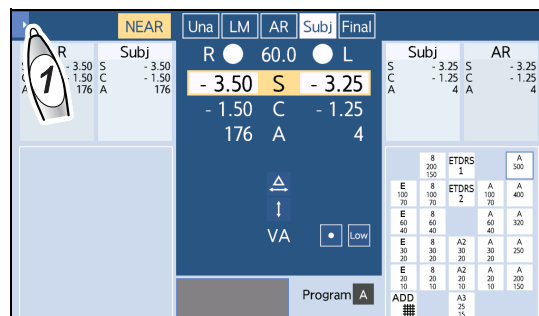 NEAR Una LM AR Subj Final
R Subj R 60.0 L Subj AR
S - 3.50 S - 3.50 - 3.50 S - 3.25 S - 3.25 S - 3.25
C - 1.50 C - 1.50 - 1.50 C - 1.25 C - 1.25 C - 1.25
A 176 A 176 176 A 4 A 4 A 4
1
VA Low
Program A
8 200 150 ETDRS 1 A 500
E 100 70 8 100 70 ETDRS 2 A 100 70 A 400
E 60 40 8 60 40 A 60 40 A 320
E 30 20 8 30 20 A2 30 20 A 30 20 A 250
E 20 10 8 20 10 A2 20 10 A 20 10 A 200 150
ADD A3 25 15